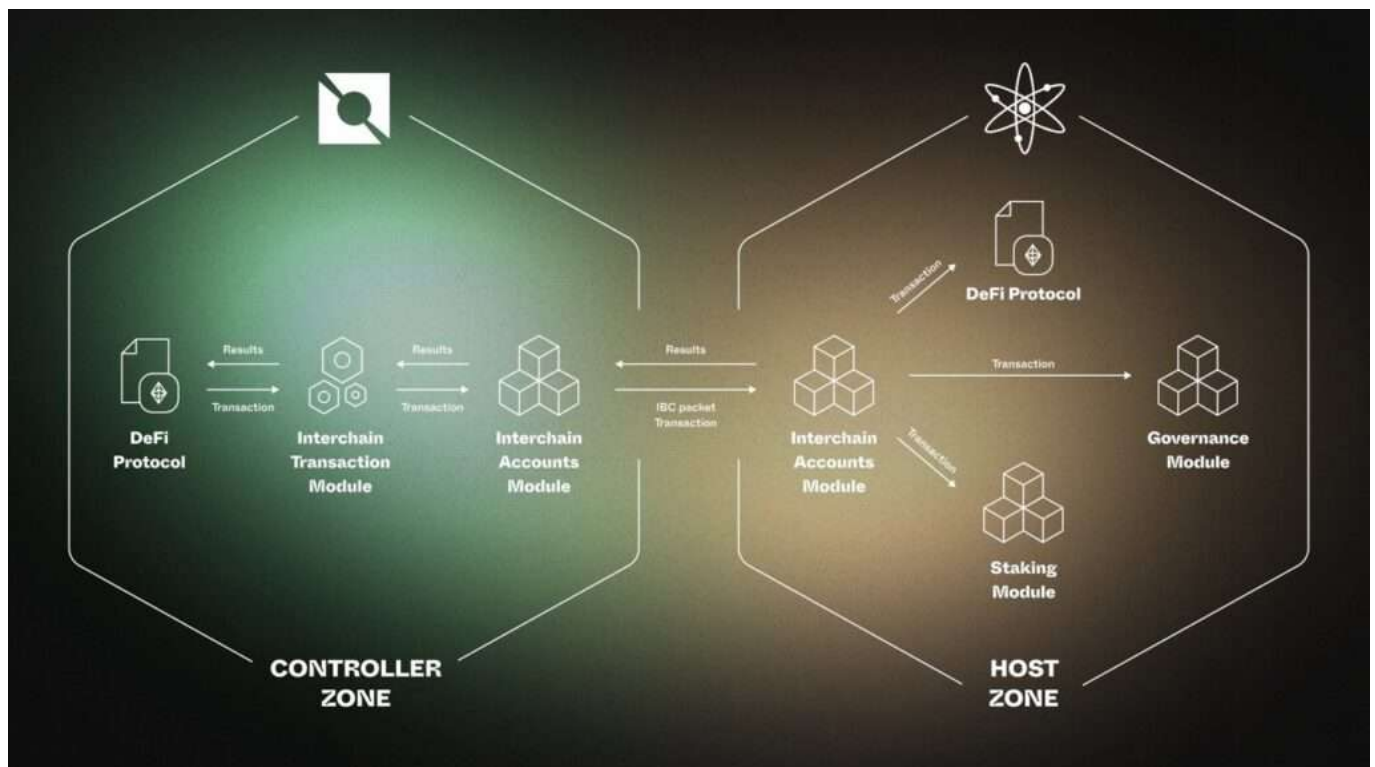 Transaction
DeFi Protocol
Results
Results
Results
Transaction
Transaction
Transaction
IBC packet
Transaction
DeFi
Protocol
Interchain
Transaction
Module
Interchain
Accounts
Module
Interchain
Accounts
Module
Transaction
Governance
Module
Staking
Module
CONTROLLER
ZONE
HOST
ZONE